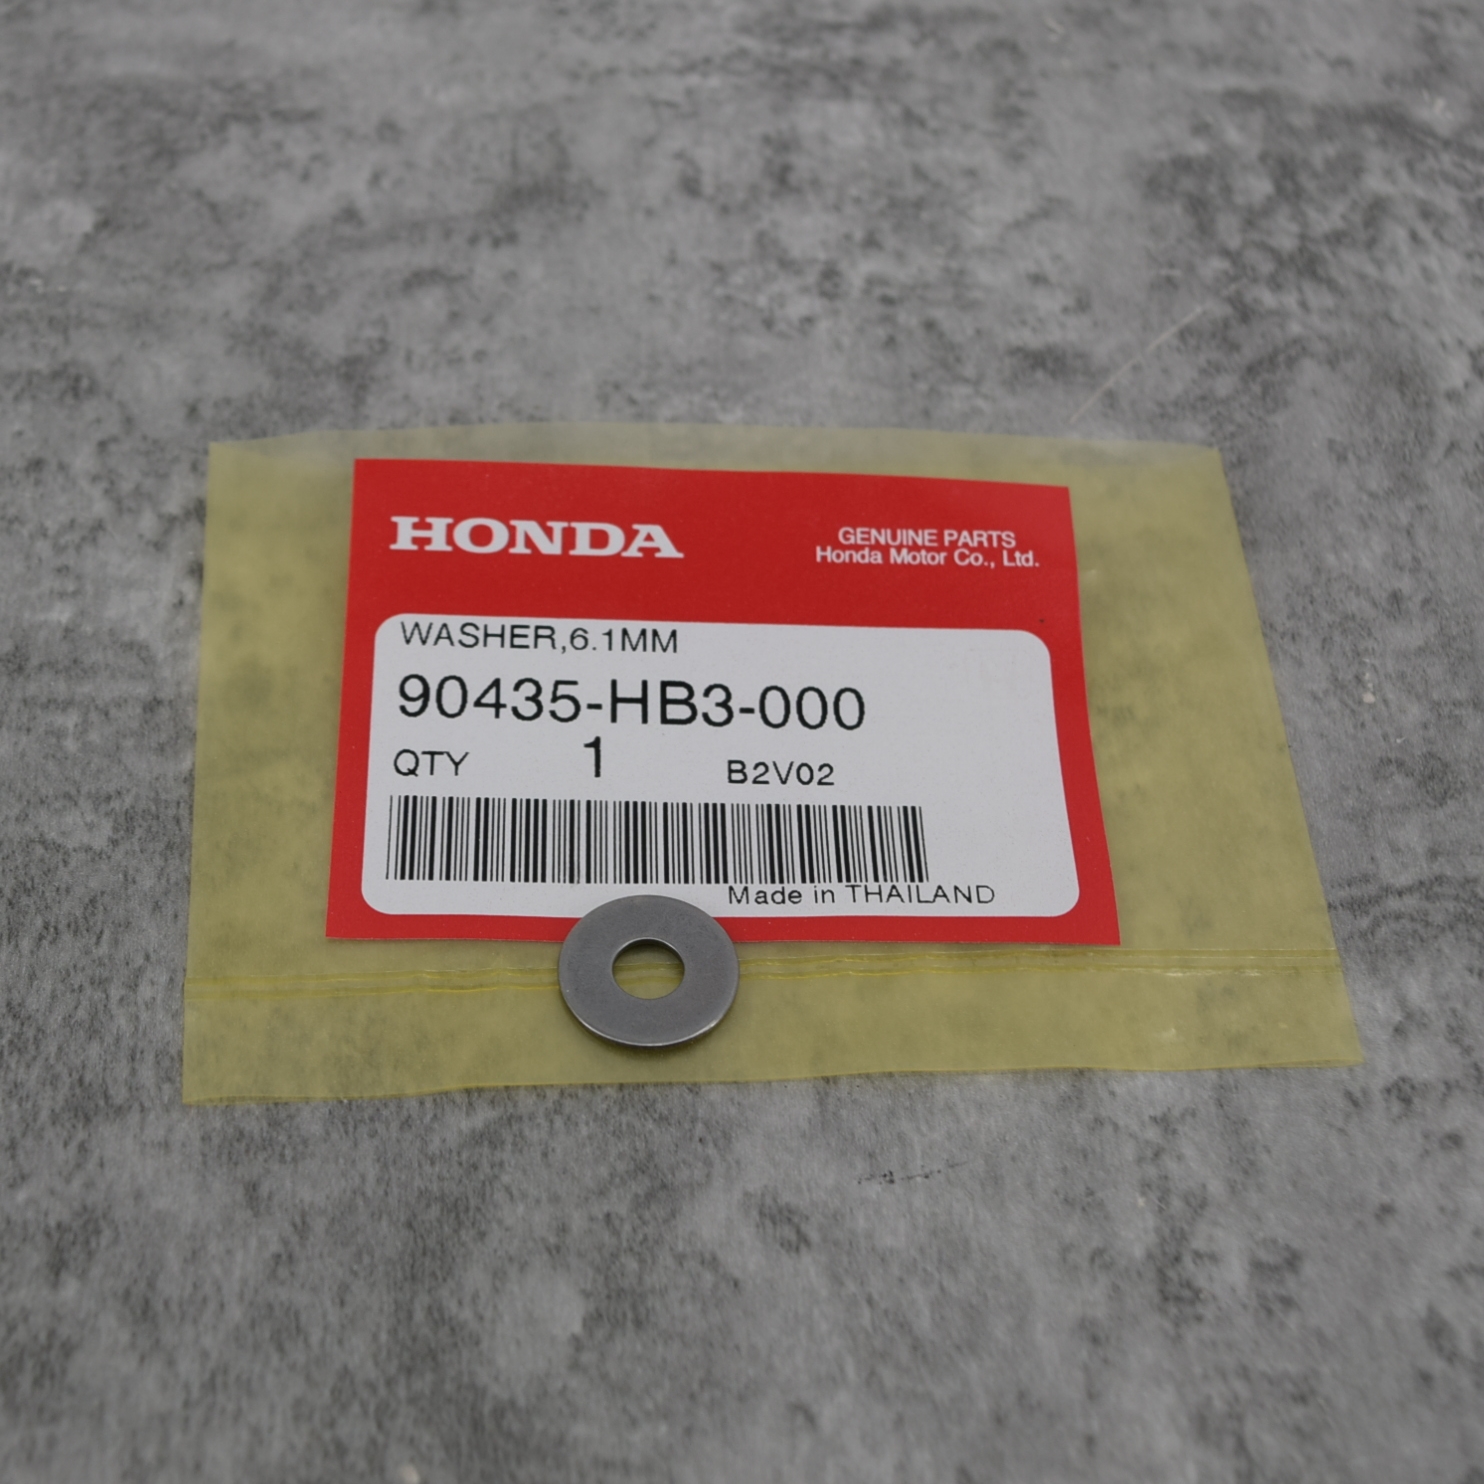 HONDA
GENUINE PARTS
Honda Motor Co., Ltd.
WASHER,6.1MM
90435-HB3-000
QTY 1 B2V02
Made in THAILAND